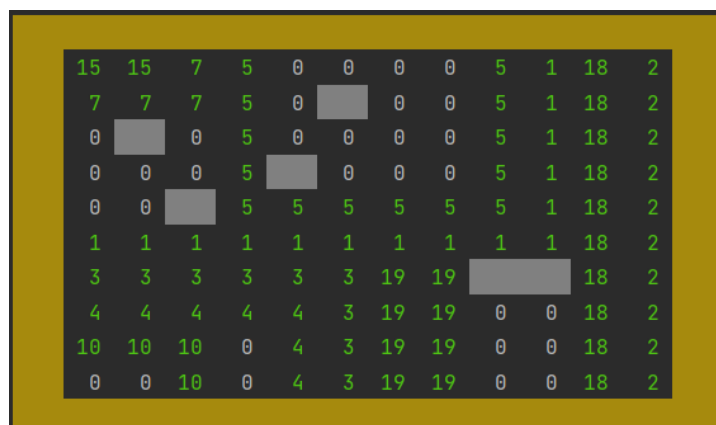 15 15 7 5 0 0 0 0 5 1 18 2
7 7 7 5 0 0 0 5 1 18 2
0 0 5 0 0 0 0 5 1 18 2
0 0 0 5 0 0 0 5 1 18 2
0 0 5 5 5 5 5 5 1 18 2
1 1 1 1 1 1 1 1 1 1 18 2
3 3 3 3 3 3 19 19 18 2
4 4 4 4 4 3 19 19 0 0 18 2
10 10 10 0 4 3 19 19 0 0 18 2
0 0 10 0 4 3 19 19 0 0 18 2